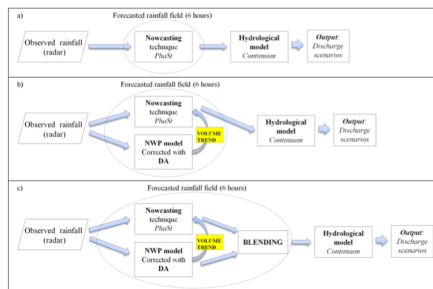 a)
Forecasted rainfall field (6 hours)
Observed rainfall
(radar)
Nowcasting
technique
PhaSt
Hydrological
model
Continuum
Output:
Discharge
scenarios
b)
Forecasted rainfall field (6 hours)
Observed rainfall
(radar)
Nowcasting
technique
PhaSt
VOLUME
TREND
NWP model
Corrected with
DA
Hydrological
model
Continuum
Output:
Discharge
scenarios
c)
Forecasted rainfall field (6 hours)
Observed rainfall
(radar)
Nowcasting
technique
PhaSt
VOLUME
TREND
NWP model
Corrected with
DA
BLENDING
Hydrological
model
Continuum
Output:
Discharge
scenarios